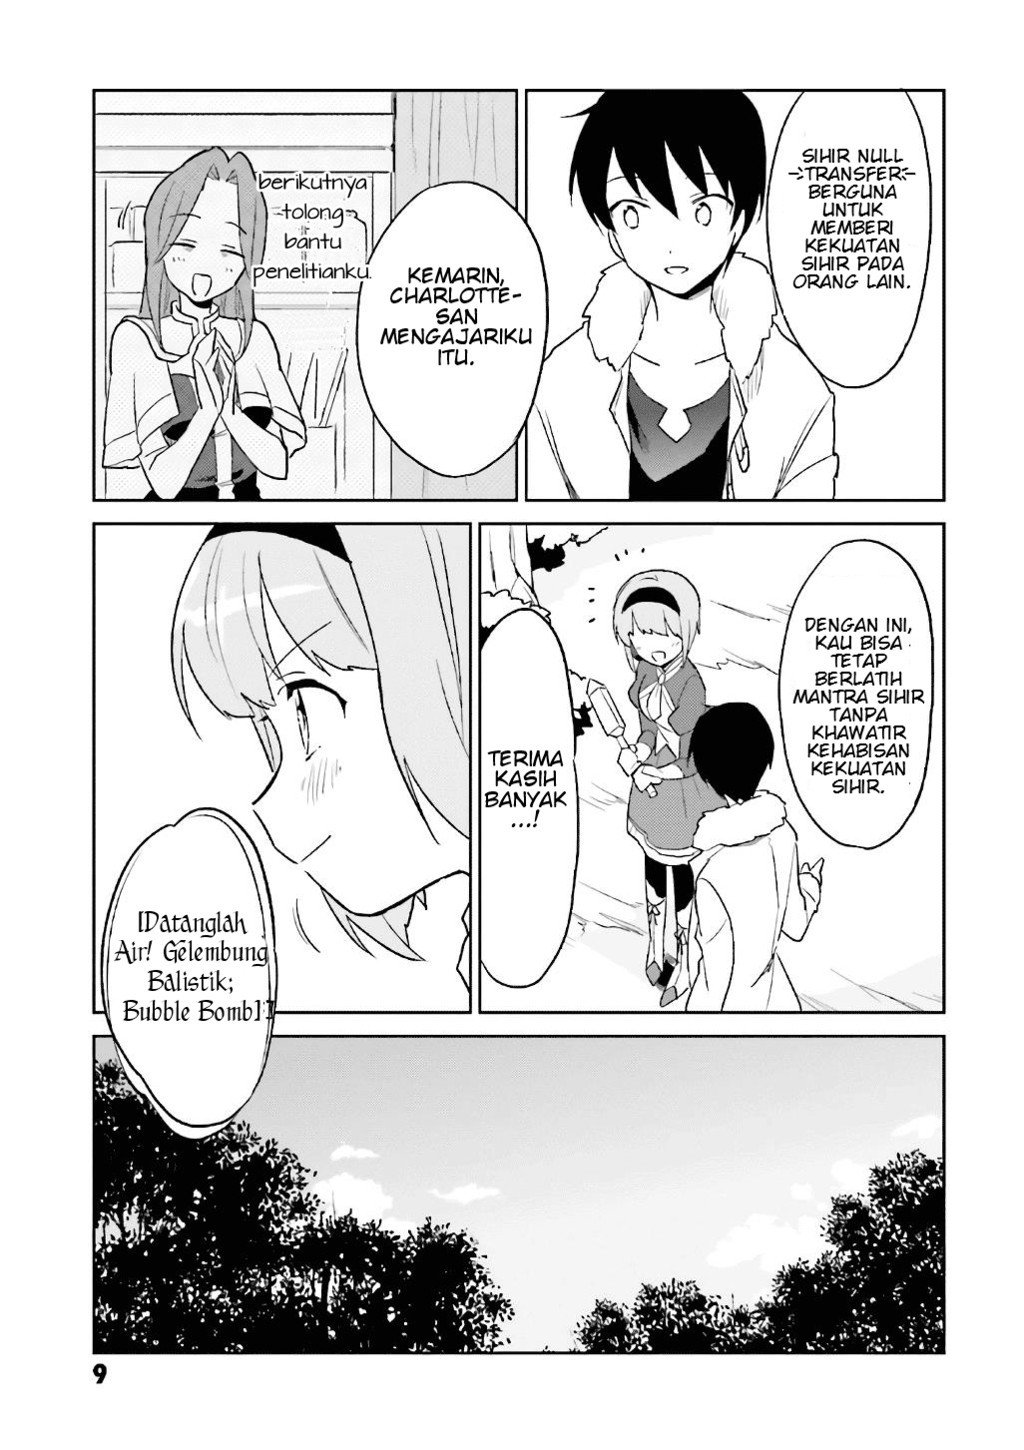 SIHIR NULL
-TRANSFER-
BERGUNA
UNTUK
MEMBERI
KEKUATAN
SIHIR PADA
ORANG LAIN.
KEMARIN,
CHARLOTTE-
SAN
MENGAJARIKU
ITU.
berikutnya
tolong
bantu
penelitianku.
DENGAN INI,
KAU BISA
TETAP
BERLATIH
MANTRA SIHIR
TANPA
KHAWATIR
KEHABISAN
KEKUATAN
SIHIR.
TERIMA
KASIH
BANYAK
...!
[Datanglah
Air! Gelembung
Balistik;
Bubble Bomb]
9